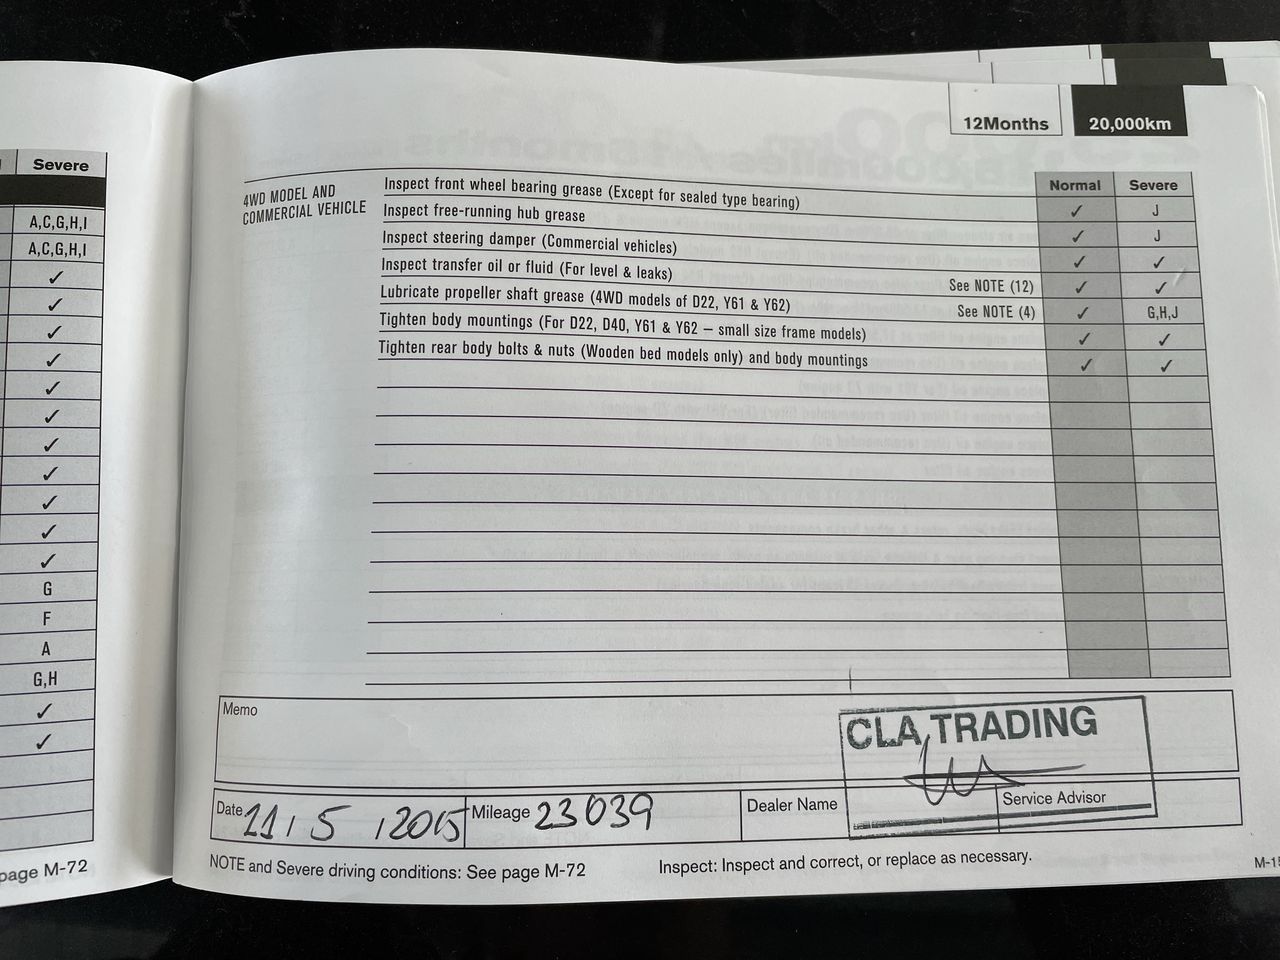 Severe
A,C,G,H,I
A,C,G,H,I
✓
✓
✓
✓
✓
✓
✓
✓
✓
✓
✓
G
F
A
G,H
✓
✓
page M-72
12Months 20,000km
Normal Severe
4WD MODEL AND
COMMERCIAL VEHICLE
Inspect front wheel bearing grease (Except for sealed type bearing) ✓ J
Inspect free-running hub grease ✓ J
Inspect steering damper (Commercial vehicles) ✓ ✓
Inspect transfer oil or fluid (For level & leaks) See NOTE (12) ✓ ✓
Lubricate propeller shaft grease (4WD models of D22, Y61 & Y62) See NOTE (4) ✓ G,H,J
Tighten body mountings (For D22, D40, Y61 & Y62 – small size frame models) ✓ ✓
Tighten rear body bolts & nuts (Wooden bed models only) and body mountings ✓ ✓
Memo
CLA TRADING
Date 11 / 5 / 2015 Mileage 23039 Dealer Name Service Advisor
NOTE and Severe driving conditions: See page M-72 Inspect: Inspect and correct, or replace as necessary.